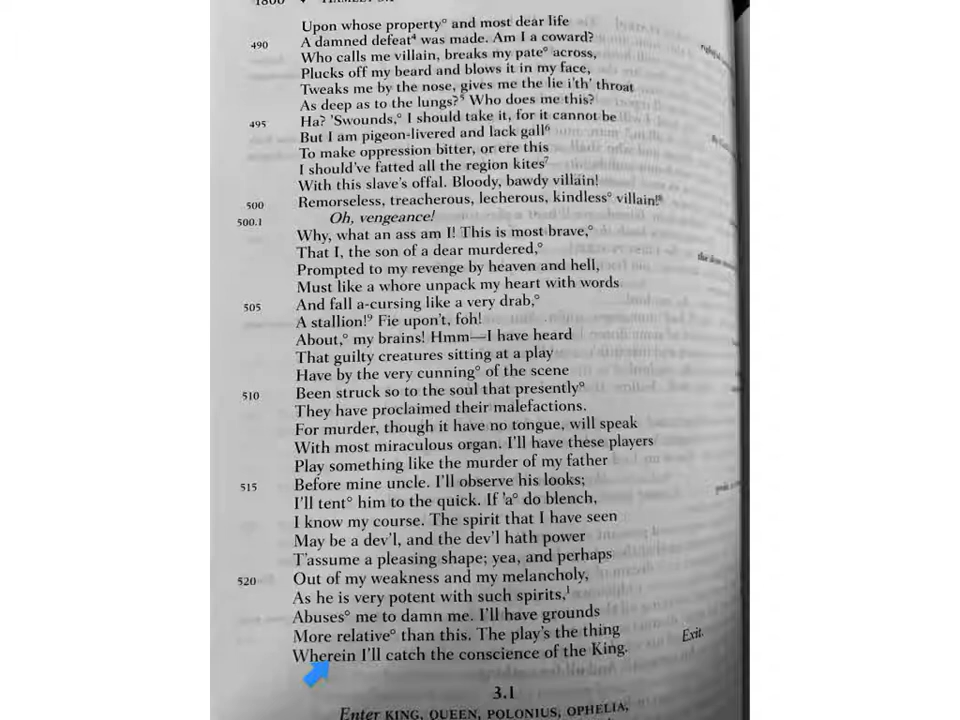 Upon whose property° and most dear life
490 A damned defeat⁴ was made. Am I a coward?
Who calls me villain, breaks my pate° across,
Plucks off my beard and blows it in my face,
Tweaks me by the nose, gives me the lie i'th' throat
As deep as to the lungs?⁵ Who does me this?
495 Ha? 'Swounds,° I should take it, for it cannot be
But I am pigeon-livered and lack gall⁶
To make oppression bitter, or ere this
I should've fatted all the region kites⁷
With this slave's offal. Bloody, bawdy villain!
500 Remorseless, treacherous, lecherous, kindless° villain!⁸
500.1 Oh, vengeance!
Why, what an ass am I! This is most brave,°
That I, the son of a dear murdered,°
Prompted to my revenge by heaven and hell,
Must like a whore unpack my heart with words
505 And fall a-cursing like a very drab,°
A stallion!⁹ Fie upon't, foh!
About,° my brains! Hmm—I have heard
That guilty creatures sitting at a play
Have by the very cunning° of the scene
510 Been struck so to the soul that presently°
They have proclaimed their malefactions.
For murder, though it have no tongue, will speak
With most miraculous organ. I'll have these players
Play something like the murder of my father
515 Before mine uncle. I'll observe his looks;
I'll tent° him to the quick. If 'a° do blench,
I know my course. The spirit that I have seen
May be a dev'l, and the dev'l hath power
T'assume a pleasing shape; yea, and perhaps
520 Out of my weakness and my melancholy,
As he is very potent with such spirits,¹
Abuses° me to damn me. I'll have grounds
More relative° than this. The play's the thing
Wherein I'll catch the conscience of the King. Exit.
3.1
Enter KING, QUEEN, POLONIUS, OPHELIA,